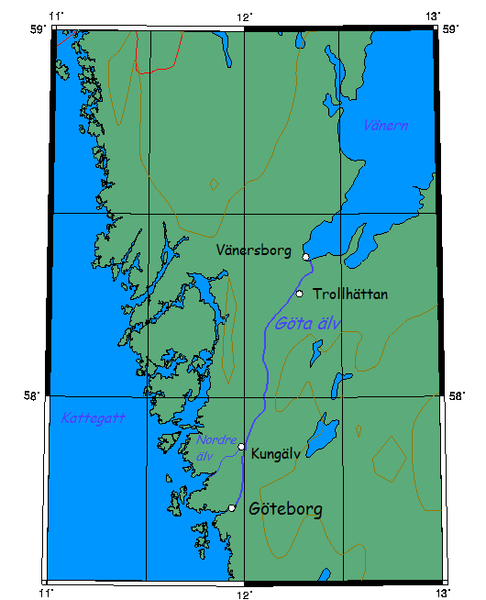 11°
12°
13°
59°
59°
Vänern
Vänersborg
Trollhättan
Göta älv
58°
58°
Kattegatt
Nordre
älv
Kungälv
Göteborg
11°
12°
13°